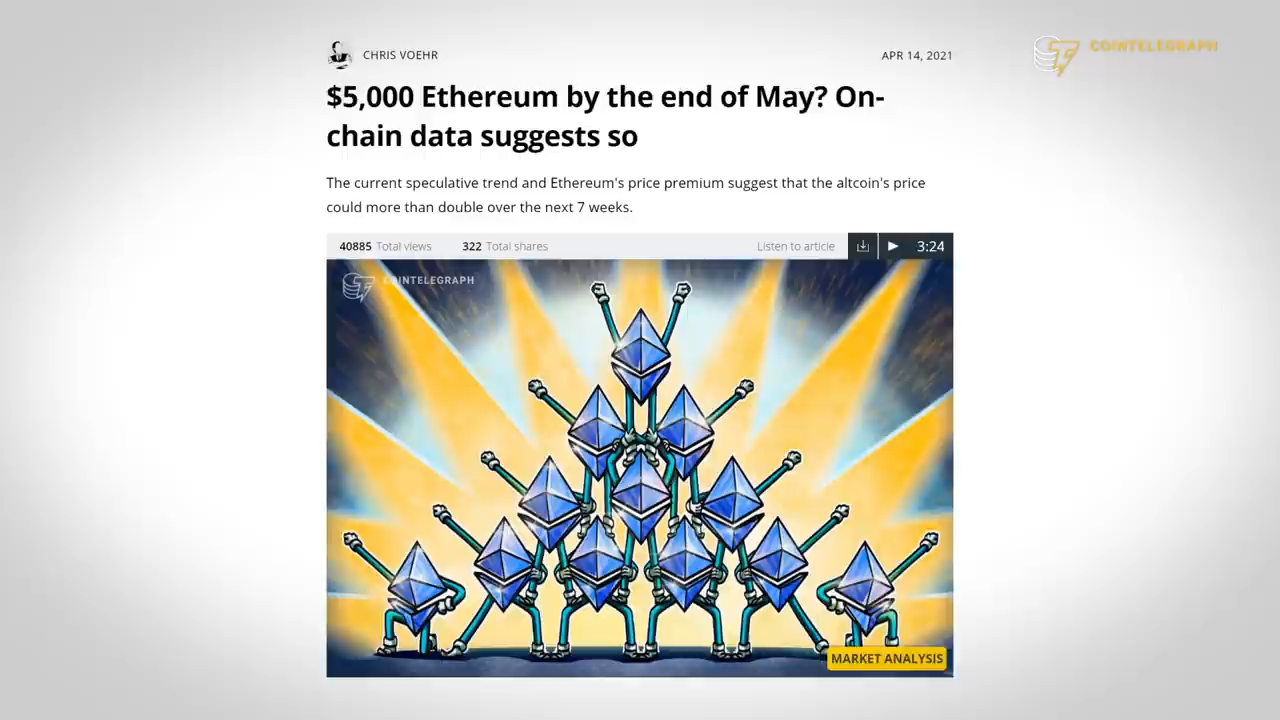 CHRIS VOEHR
APR 14, 2021
COINTELEGRAPH
$5,000 Ethereum by the end of May? On-
chain data suggests so
The current speculative trend and Ethereum's price premium suggest that the altcoin's price
could more than double over the next 7 weeks.
40885 Total views 322 Total shares Listen to article 3:24
COINTELEGRAPH
MARKET ANALYSIS